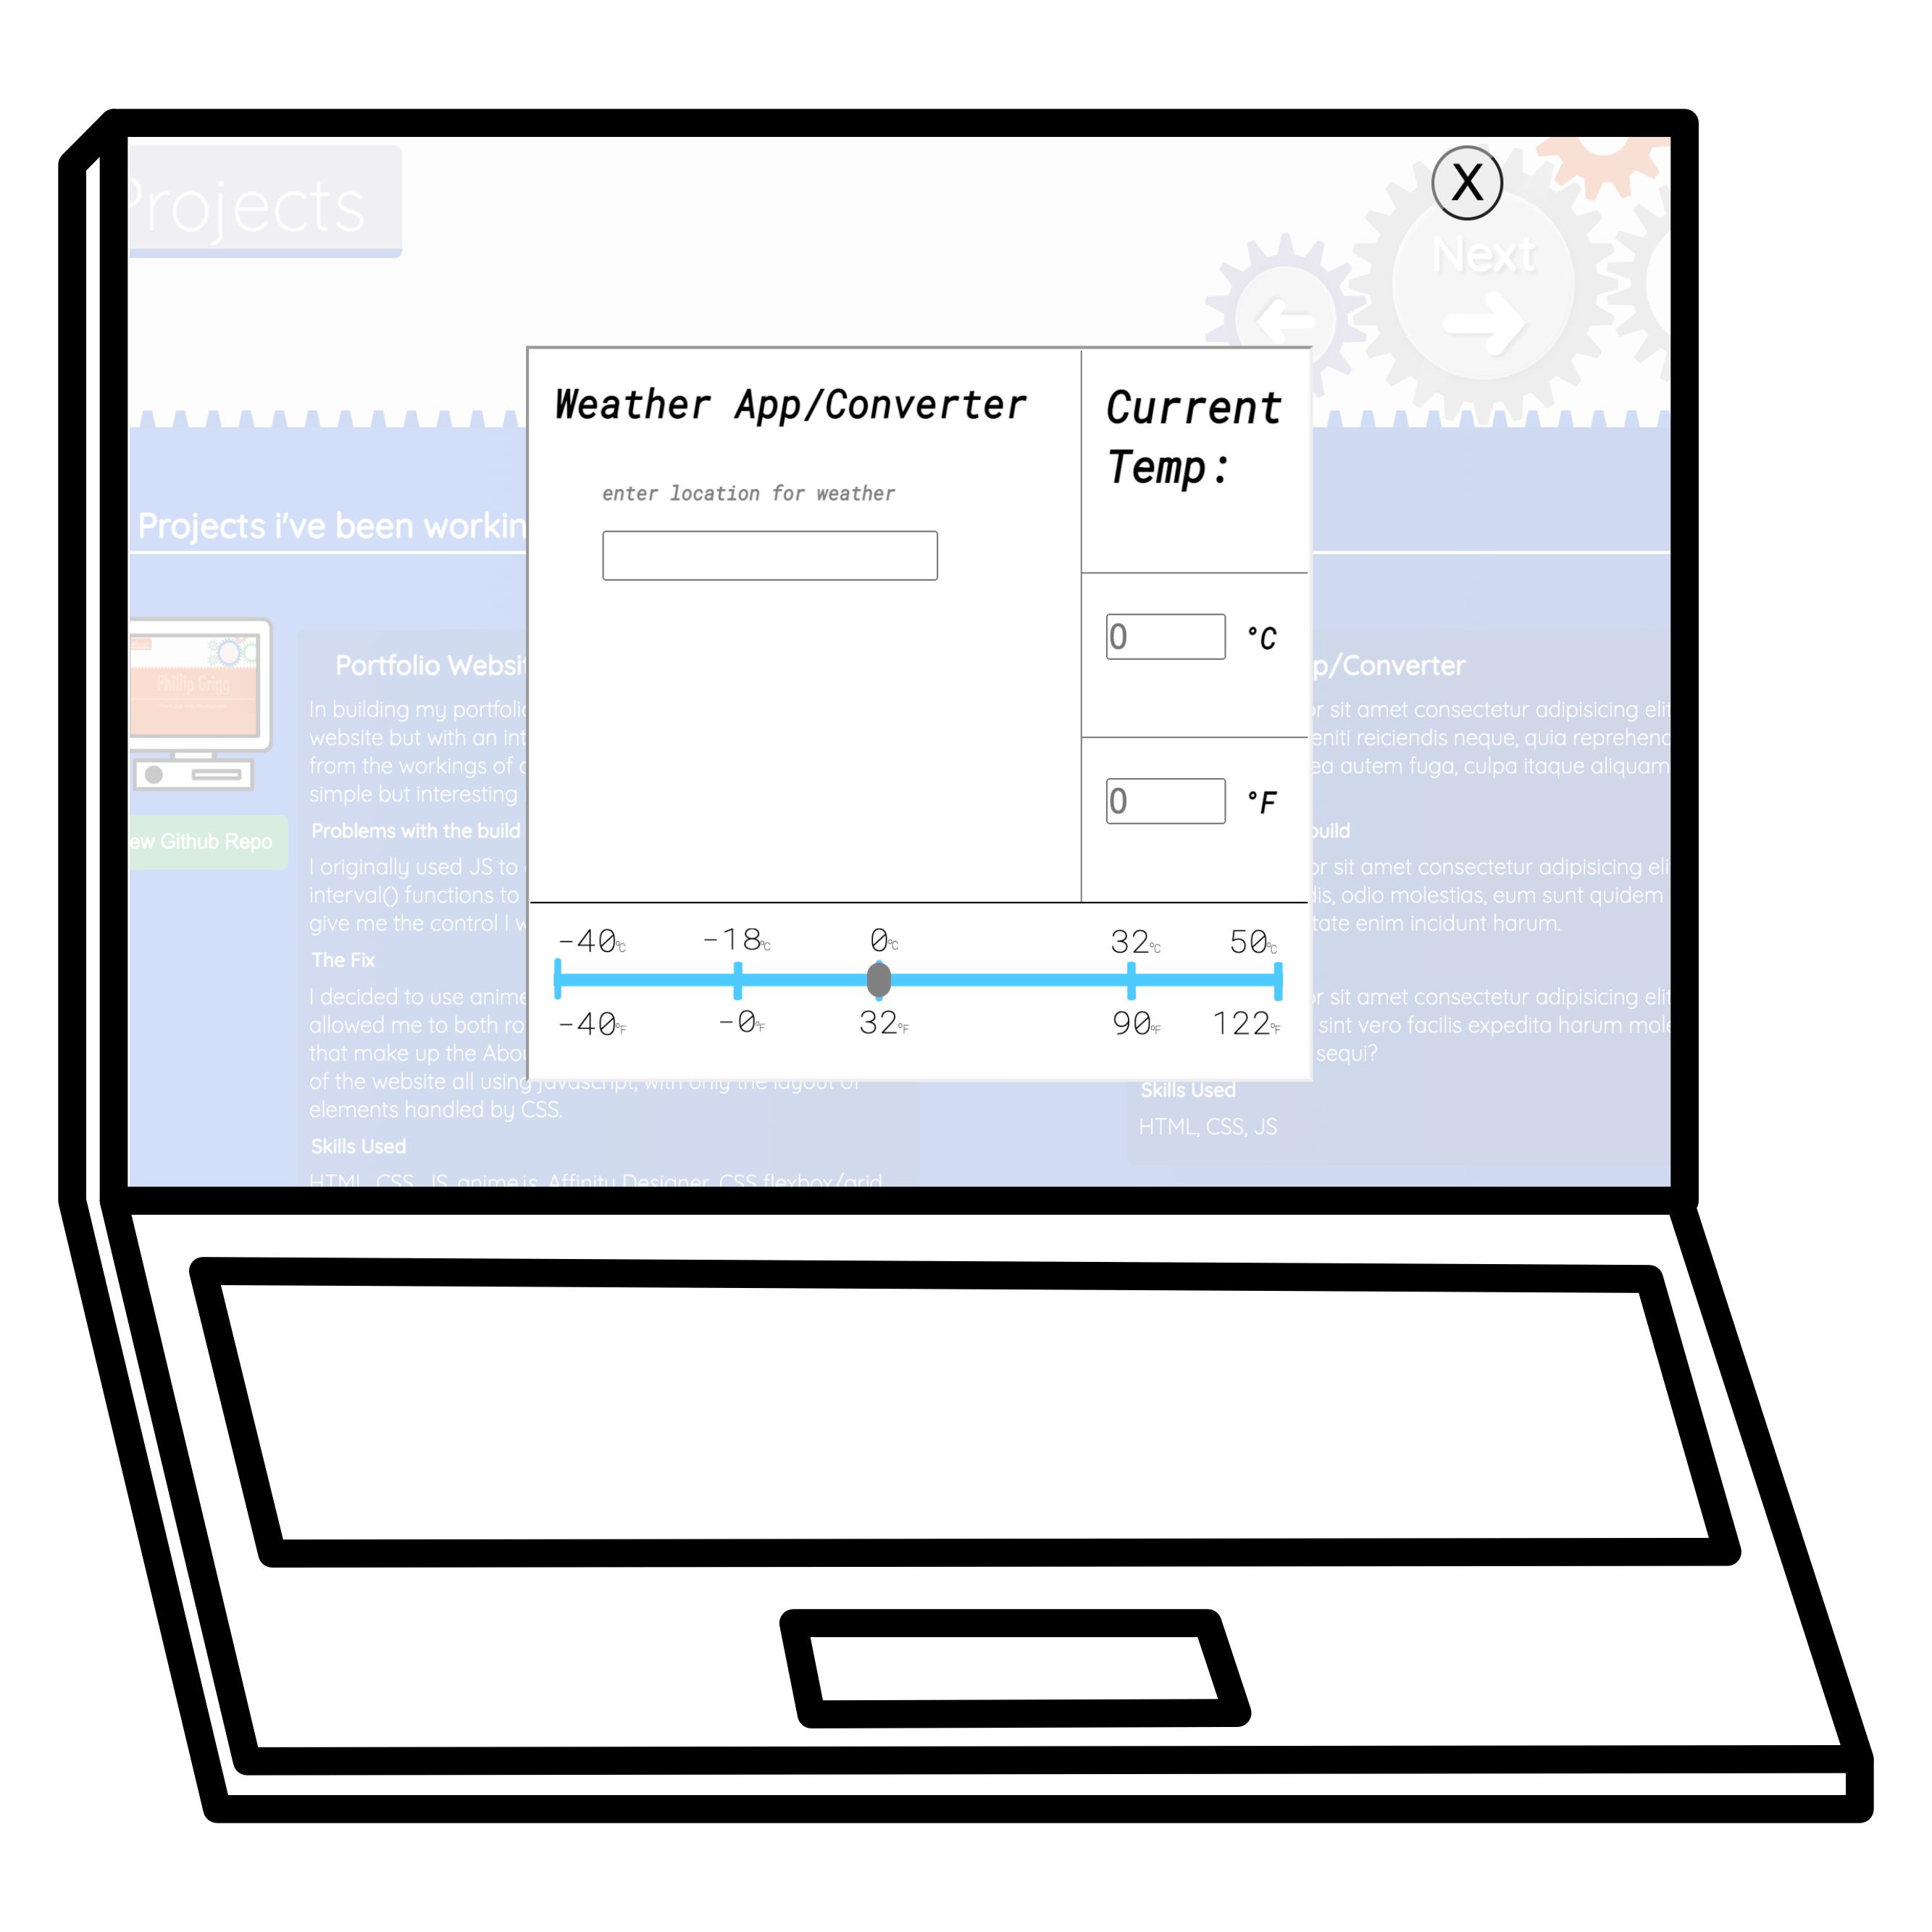 Projects
X
Next
Weather App/Converter
Current
Temp:
enter location for weather
Projects i've been workin
0 °C
0 °F
-40°C -18°C 0°C 32°C 50°C
-40°F -0°F 32°F 90°F 122°F
Phillip Grigg
ew Github Repo
Portfolio Websit
In building my portfolio
website but with an int
from the workings of
simple but interesting
Problems with the build
I originally used JS to
interval() functions to
give me the control I w
The Fix
I decided to use anime
allowed me to both ro
that make up the Abou
of the website all using javascript, with only the layout of
elements handled by CSS.
Skills Used
HTML, CSS, JS, animejs, Affinity Designer, CSS flexbox/grid
p/Converter
or sit amet consectetur adipisicing elit
eniti reiciendis neque, quia reprehend
ea autem fuga, culpa itaque aliquam
build
or sit amet consectetur adipisicing eli
dis, odio molestias, eum sunt quidem
tate enim incidunt harum.
or sit amet consectetur adipisicing elit
sint vero facilis expedita harum mole
sequi?
Skills Used
HTML, CSS, JS